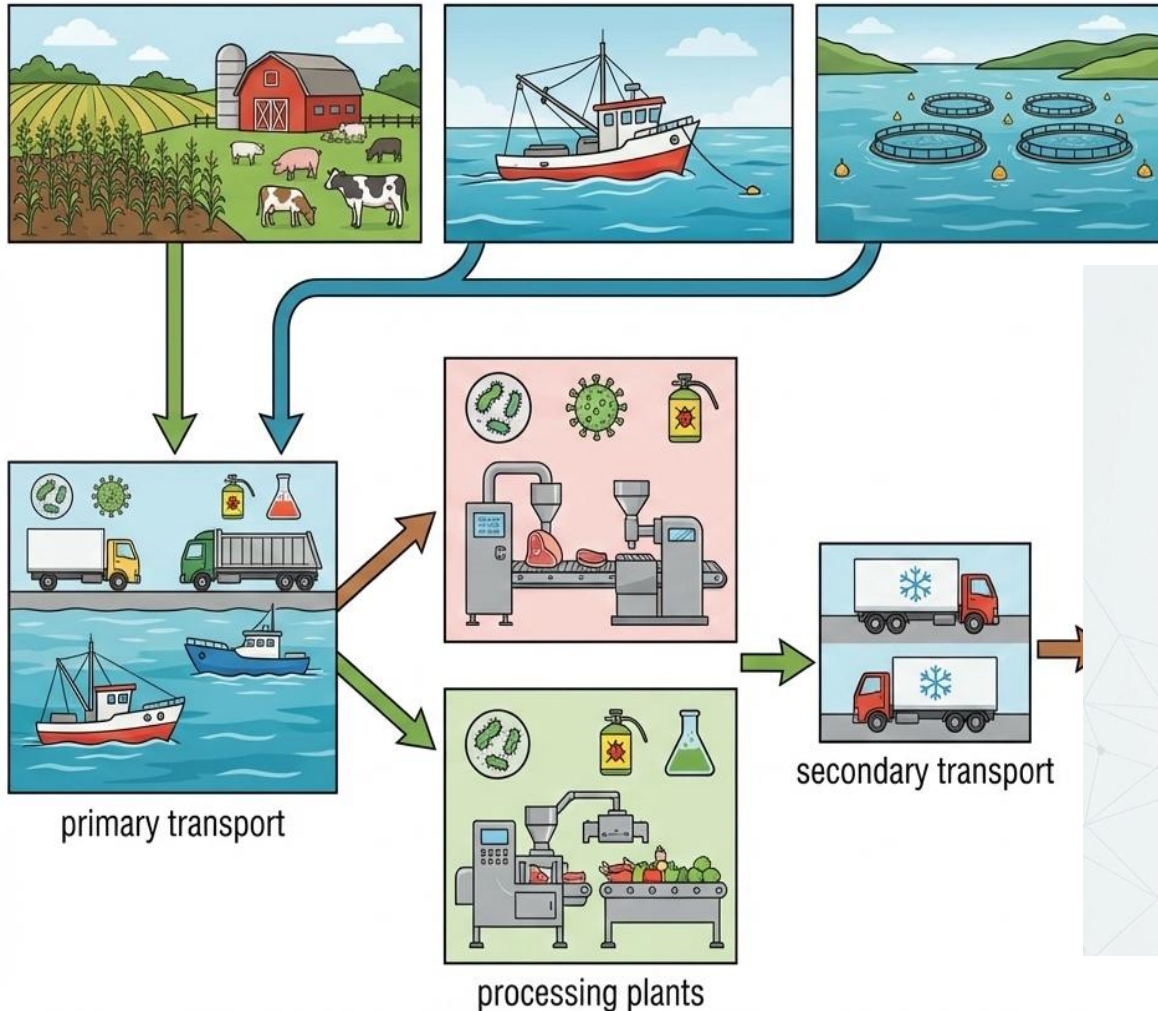 primary transport
secondary transport
processing plants